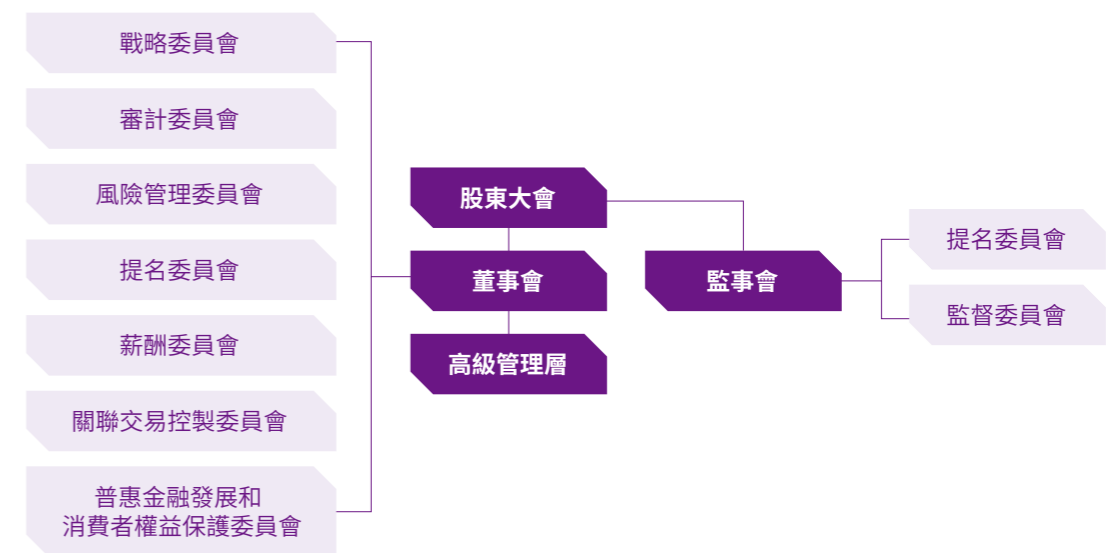 戰略委員會
審計委員會
風險管理委員會
提名委員會
薪酬委員會
關聯交易控製委員會
普惠金融發展和
消費者權益保護委員會
股東大會
董事會
高級管理層
監事會
提名委員會
監督委員會